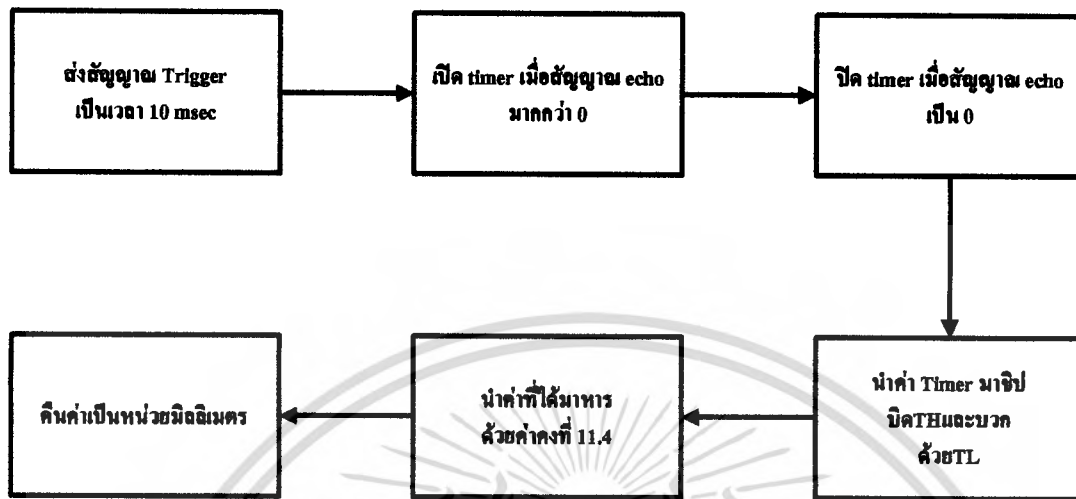 ส่งสัญญาณ Trigger
เป็นเวลา 10 msec
เปิด timer เมื่อสัญญาณ echo
มากกว่า 0
ปิด timer เมื่อสัญญาณ echo
เป็น 0
นำค่า Timer มาชิป
บิตTHและบวก
ด้วยTL
นำค่าที่ได้มาหาร
ด้วยค่าคงที่ 11.4
คืนค่าเป็นหน่วยมิลลิเมตร